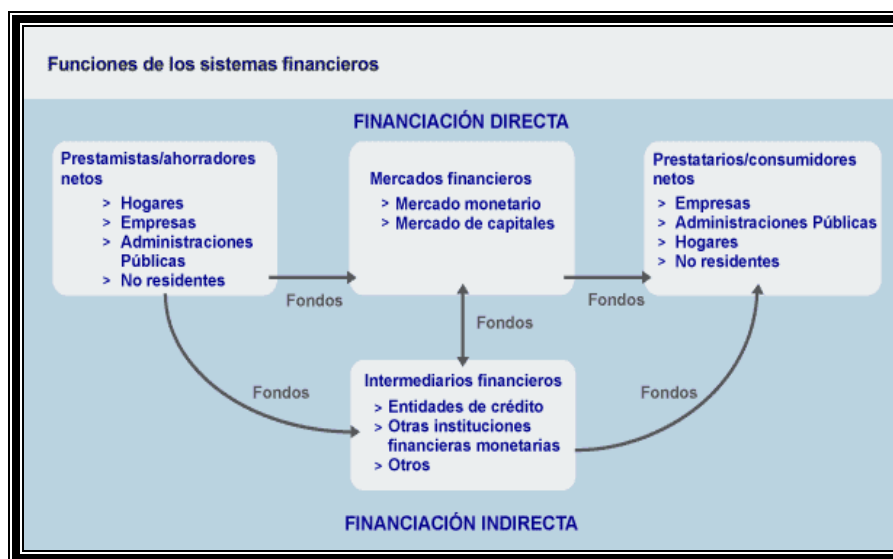 Funciones de los sistemas financieros
FINANCIACIÓN DIRECTA
Prestamistas/ahorradores
netos
> Hogares
> Empresas
> Administraciones
Públicas
> No residentes
Mercados financieros
> Mercado monetario
> Mercado de capitales
Prestatarios/consumidores
netos
> Empresas
> Administraciones Públicas
> Hogares
> No residentes
Fondos
Fondos
Fondos
Fondos
Fondos
Intermediarios financieros
> Entidades de crédito
> Otras instituciones
financieras monetarias
> Otros
FINANCIACIÓN INDIRECTA